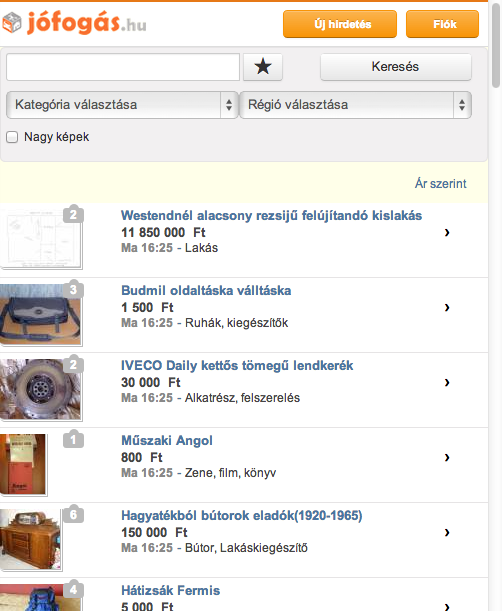 jófogás.hu
Új hirdetés
Fiók
★
Keresés
Kategória választása
Régió választása
Nagy képek
Ár szerint
2
Westendnél alacsony rezsijű felújítandó kislakás
11 850 000 Ft
Ma 16:25 - Lakás
3
Budmil oldaltáska válltáska
1 500 Ft
Ma 16:25 - Ruhák, kiegészítők
2
IVECO Daily kettős tömegű lendkerék
30 000 Ft
Ma 16:25 - Alkatrész, felszerelés
1
Műszaki Angol
800 Ft
Ma 16:25 - Zene, film, könyv
6
Hagyatékból bútorok eladók(1920-1965)
150 000 Ft
Ma 16:25 - Bútor, Lakáskiegészítő
4
Hátizsák Fermis
5 000 Ft